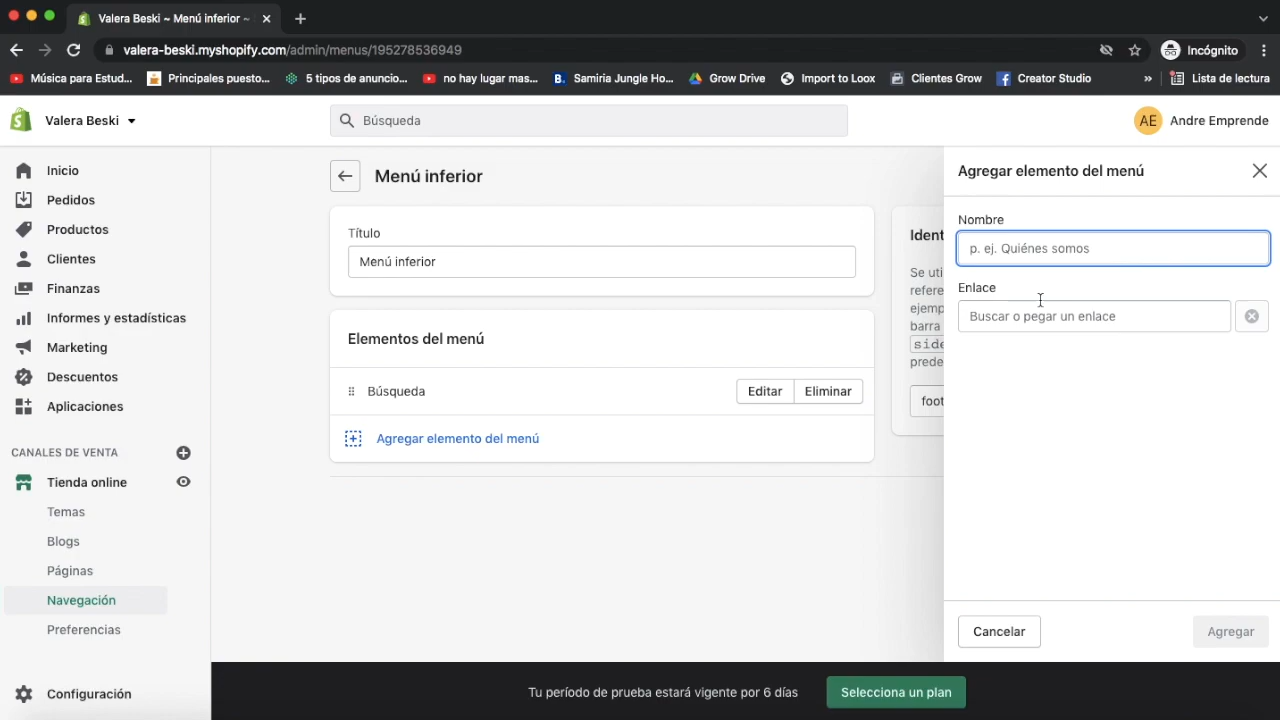 Valera Beski ~ Menú inferior ~
valera-beski.myshopify.com/admin/menus/195278536949
Incógnito
Música para Estud...
Principales puesto...
5 tipos de anuncio...
no hay lugar mas...
Samiria Jungle Ho...
Grow Drive
Import to Loox
Clientes Grow
Creator Studio
»
Lista de lectura
Valera Beski
Búsqueda
AE
Andre Emprende
Inicio
Pedidos
Productos
Clientes
Finanzas
Informes y estadísticas
Marketing
Descuentos
Aplicaciones
CANALES DE VENTA
Tienda online
Temas
Blogs
Páginas
Navegación
Preferencias
Configuración
Menú inferior
Título
Menú inferior
Elementos del menú
Búsqueda
Editar
Eliminar
Agregar elemento del menú
Ident
Se uti
refere
ejemp
barra
side
prede
foot
Agregar elemento del menú
Nombre
p. ej. Quiénes somos
Enlace
Buscar o pegar un enlace
Cancelar
Agregar
Tu período de prueba estará vigente por 6 días
Selecciona un plan